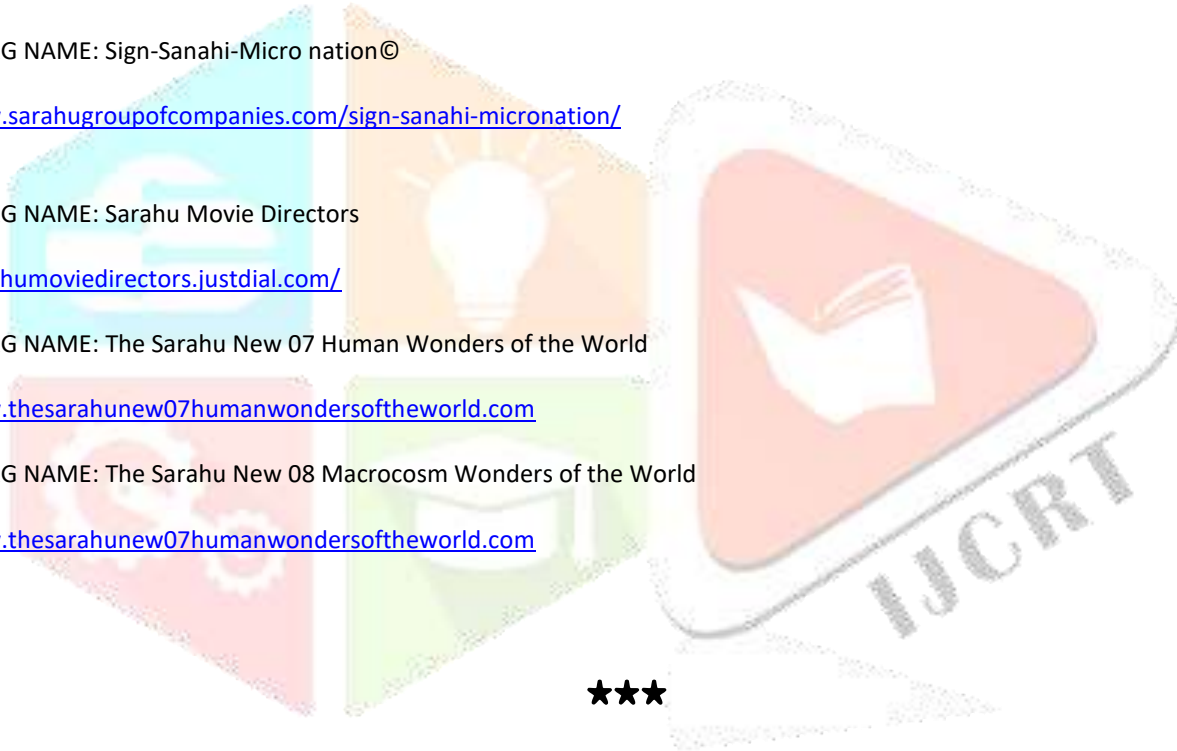 G NAME: Sign-Sanahi-Micro nation©
.sarahugroupofcompanies.com/sign-sanahi-micronation/
G NAME: Sarahu Movie Directors
humoviedirectors.justdial.com/
G NAME: The Sarahu New 07 Human Wonders of the World
.thesarahunew07humanwondersoftheworld.com
G NAME: The Sarahu New 08 Macrocosm Wonders of the World
.thesarahunew07humanwondersoftheworld.com
IJCRT
★★★